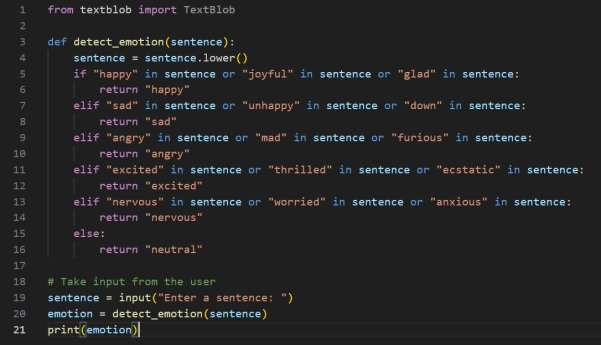 1 from textblob import TextBlob
2
3 def detect_emotion(sentence):
4     sentence = sentence.lower()
5     if "happy" in sentence or "joyful" in sentence or "glad" in sentence:
6         return "happy"
7     elif "sad" in sentence or "unhappy" in sentence or "down" in sentence:
8         return "sad"
9     elif "angry" in sentence or "mad" in sentence or "furious" in sentence:
10         return "angry"
11     elif "excited" in sentence or "thrilled" in sentence or "ecstatic" in sentence:
12         return "excited"
13     elif "nervous" in sentence or "worried" in sentence or "anxious" in sentence:
14         return "nervous"
15     else:
16         return "neutral"
17
18 # Take input from the user
19 sentence = input("Enter a sentence: ")
20 emotion = detect_emotion(sentence)
21 print(emotion)